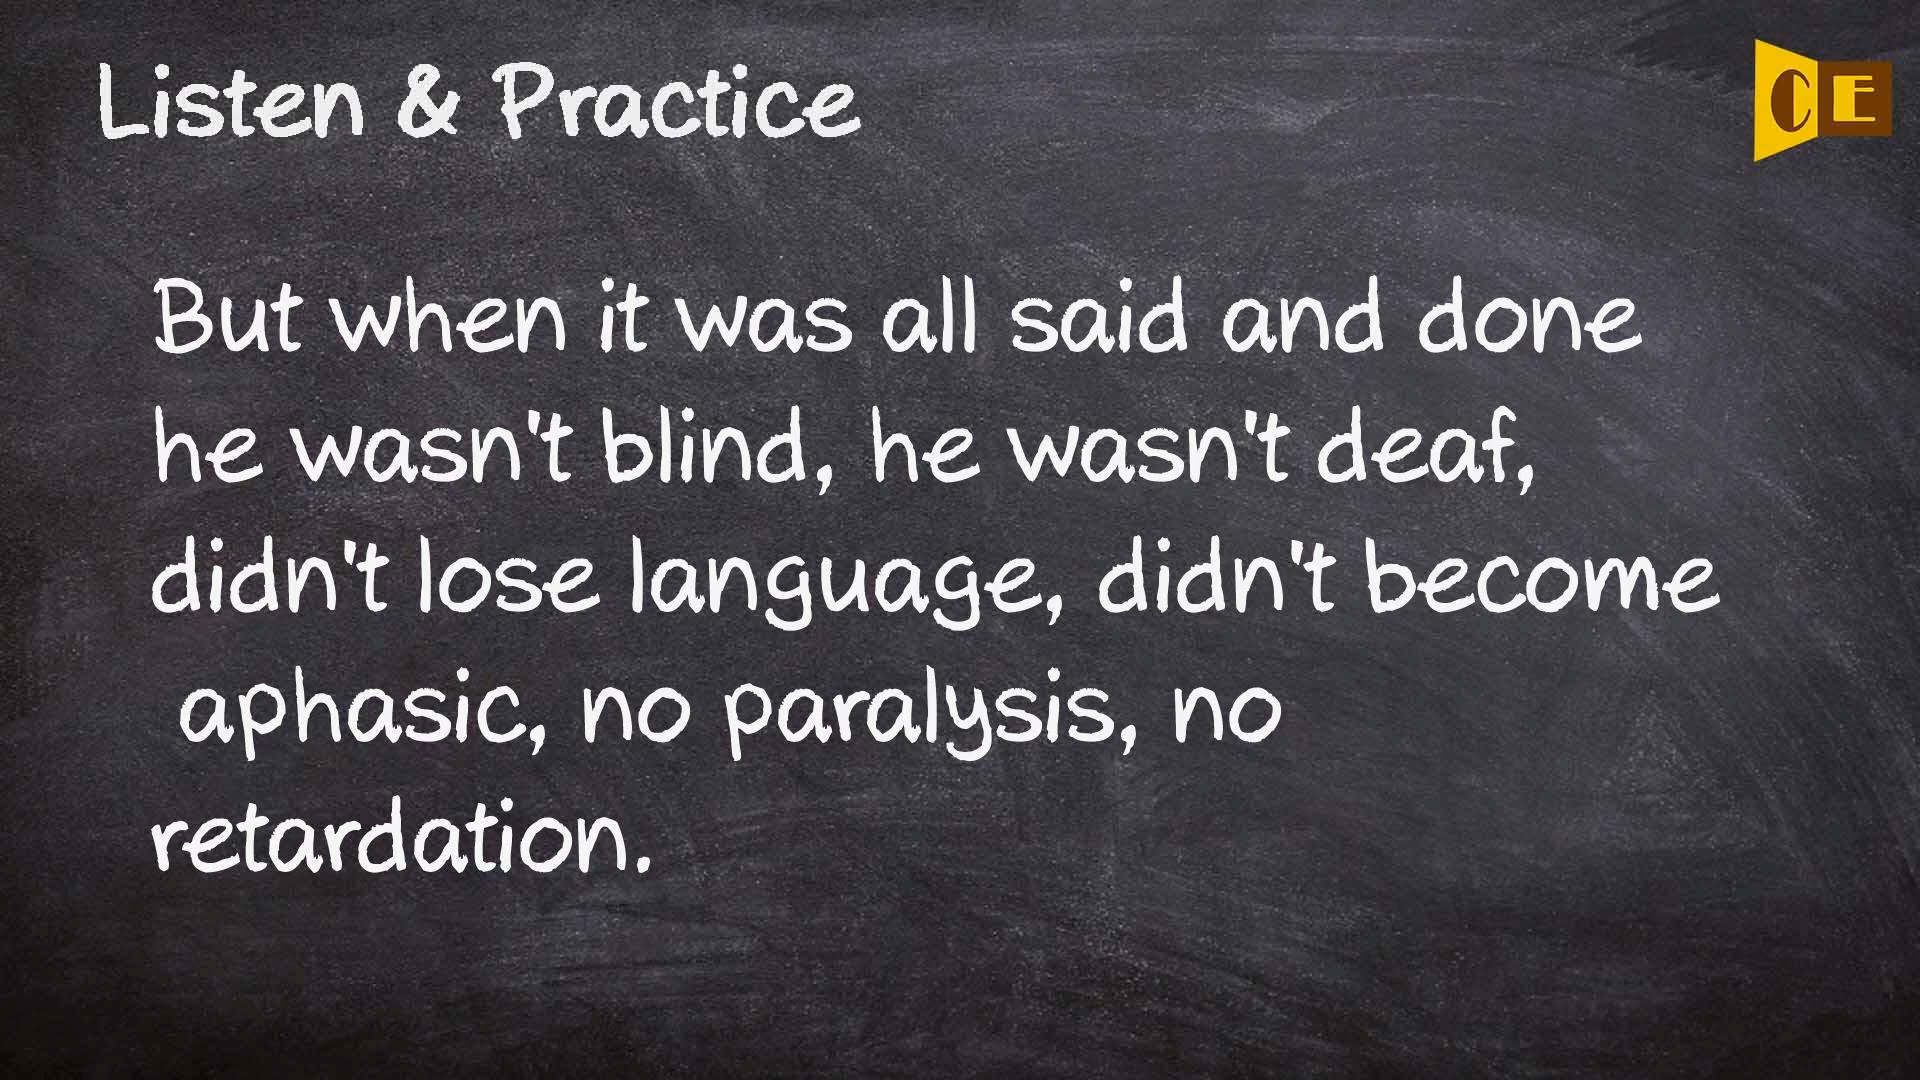 Listen & Practice
CE
But when it was all said and done
he wasn't blind, he wasn't deaf,
didn't lose language, didn't become
aphasic, no paralysis, no
retardation.